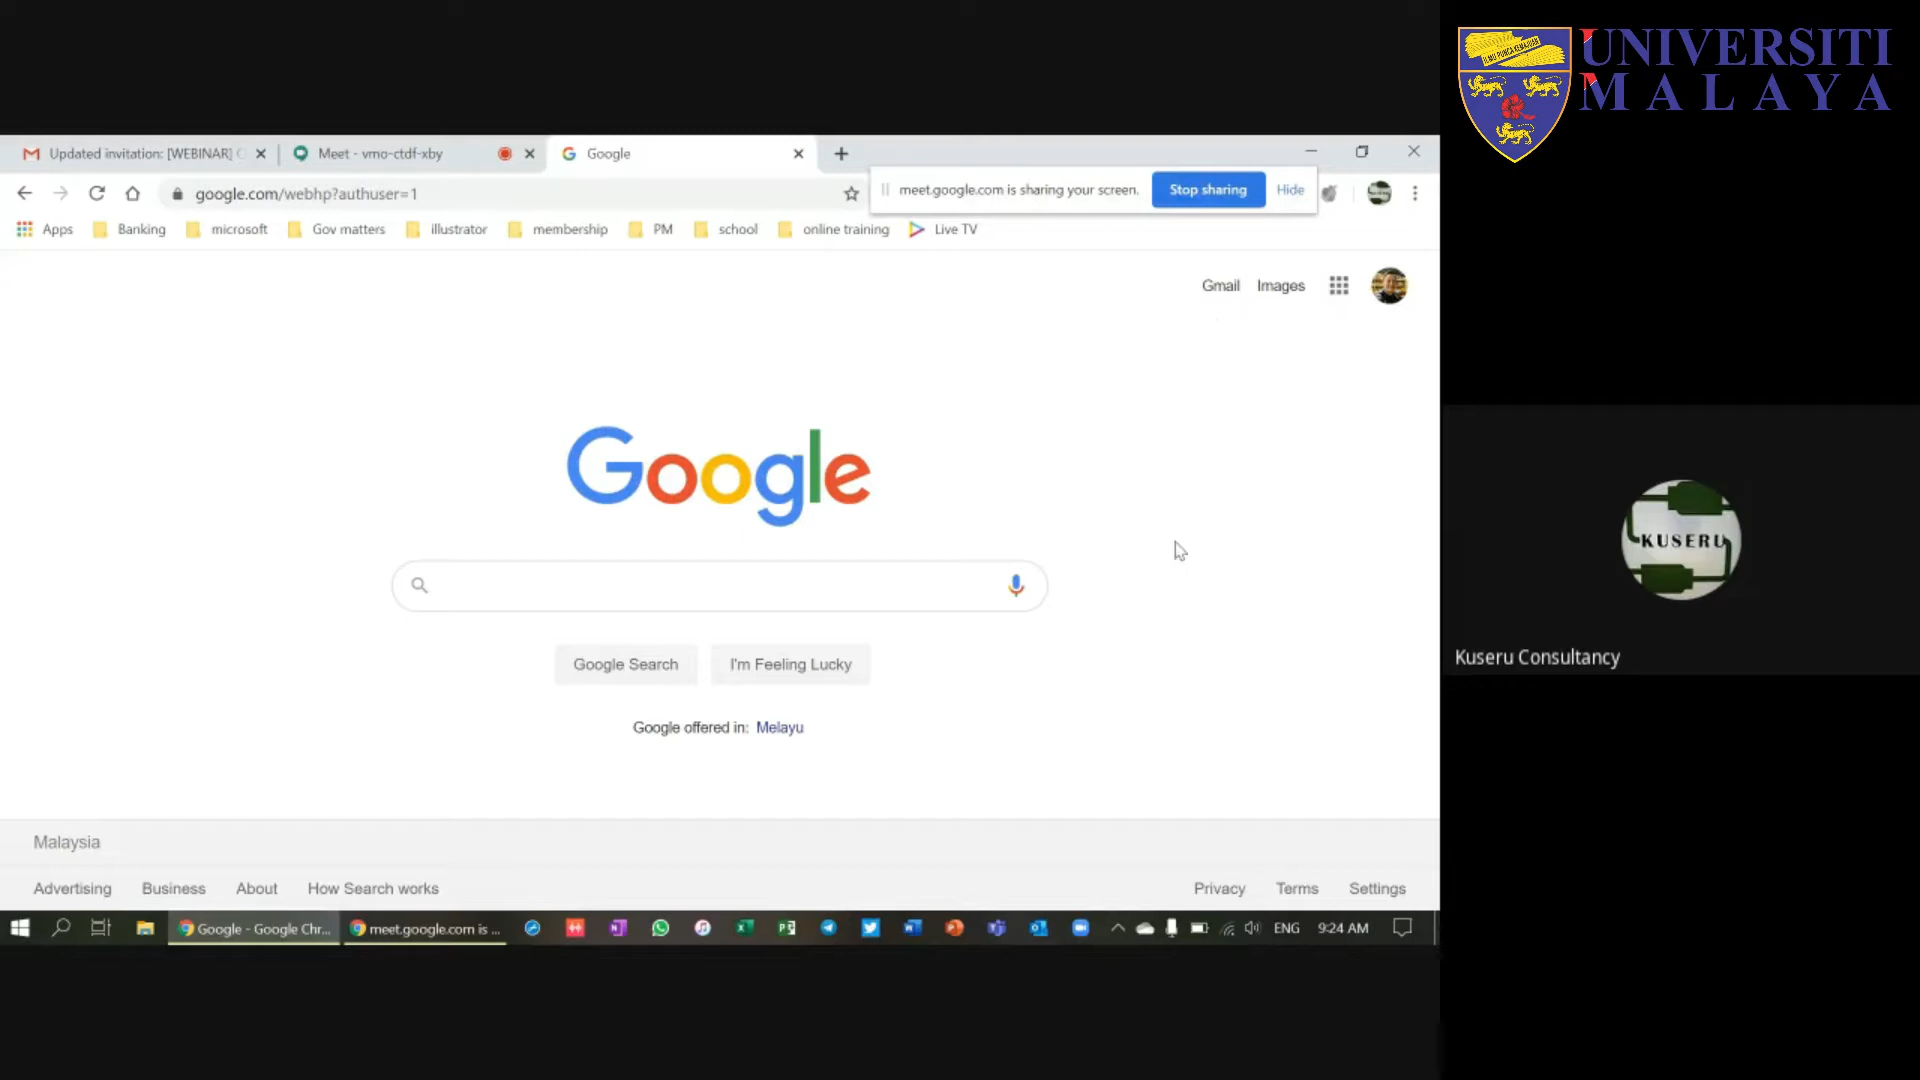 UNIVERSITI
MALAYA
ILMU PUNCA KEMAJUAN
Updated invitation: [WEBINAR]
Meet - vmo-ctdf-xby
Google
google.com/webhp?authuser=1
meet.google.com is sharing your screen.
Stop sharing
Hide
Apps
Banking
microsoft
Gov matters
illustrator
membership
PM
school
online training
Live TV
Gmail
Images
Google
Google Search
I'm Feeling Lucky
Google offered in: Melayu
KUSERU
Kuseru Consultancy
Malaysia
Advertising
Business
About
How Search works
Privacy
Terms
Settings
Google - Google Chr...
meet.google.com is ...
ENG
9:24 AM